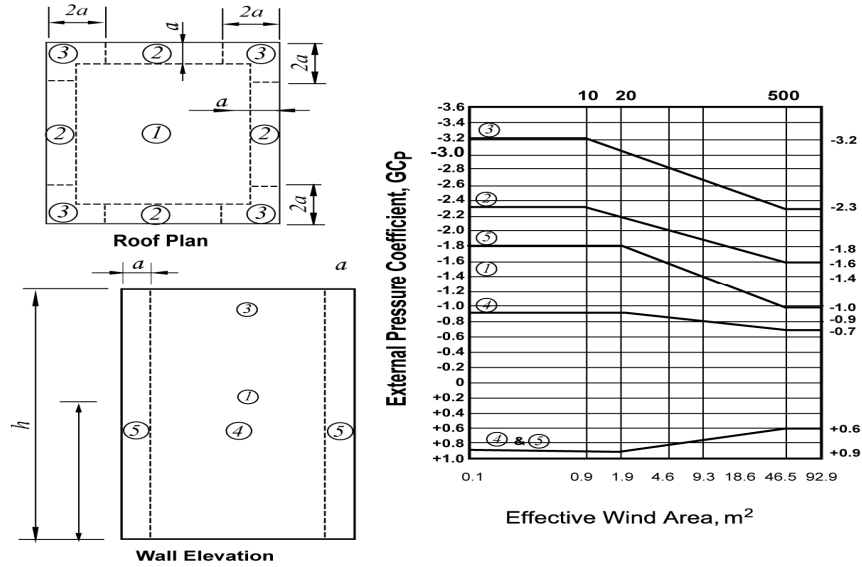 2a 2a
a
3 2 3
2a
a
2 1 2
2a
3 2 3
Roof Plan
a a
3
1
5 4 5
h
Wall Elevation
10 20 500
External Pressure Coefficient, GCP
-3.6
-3.4
-3.2
-3.0
-2.8
-2.6
-2.4
-2.2
-2.0
-1.8
-1.6
-1.4
-1.2
-1.0
-0.8
-0.6
-0.4
-0.2
0
+0.2
+0.4
+0.6
+0.8
+1.0
3
2
5
1
4
4 & 5
-3.2
-2.3
-1.8
-1.6
-1.4
-1.0
-0.9
-0.7
+0.6
+0.9
0.1 0.9 1.9 4.6 9.3 18.6 46.5 92.9
Effective Wind Area, m²